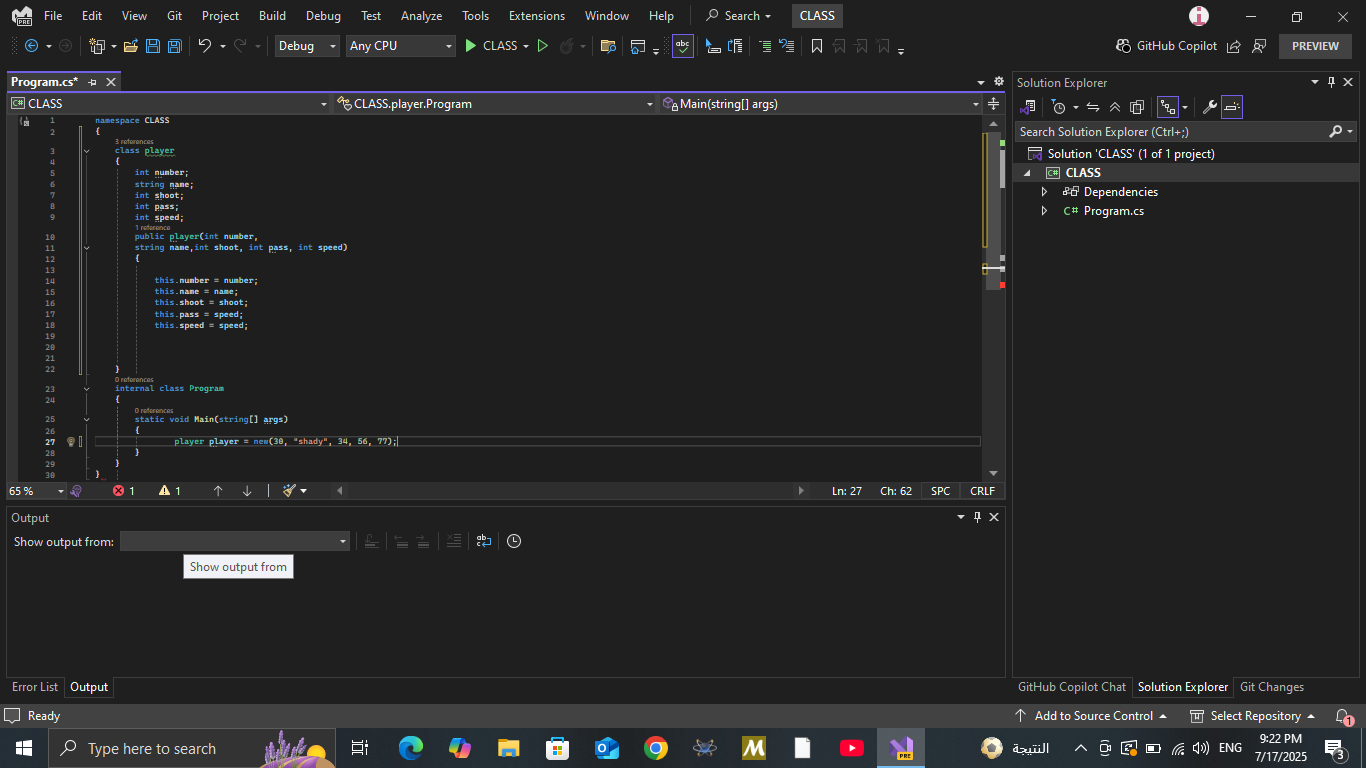 File Edit View Git Project Build Debug Test Analyze Tools Extensions Window Help Search CLASS
Debug Any CPU CLASS GitHub Copilot PREVIEW
Program.cs*
CLASS CLASS.player.Program Main(string[] args)
1 namespace CLASS
2 {
3 references
3 class player
4 {
5 int number;
6 string name;
7 int shoot;
8 int pass;
9 int speed;
1 reference
10 public player(int number,
11 string name,int shoot, int pass, int speed)
12 {
13
14 this.number = number;
15 this.name = name;
16 this.shoot = shoot;
17 this.pass = speed;
18 this.speed = speed;
19
20
21
22 }
0 references
23 internal class Program
24 {
0 references
25 static void Main(string[] args)
26 {
27 player player = new(30, "shady", 34, 56, 77);
28 }
29 }
30 }
65 % 1 1 Ln: 27 Ch: 62 SPC CRLF
Output
Show output from:
Show output from
Error List Output
Solution Explorer
Search Solution Explorer (Ctrl+;)
Solution 'CLASS' (1 of 1 project)
C# CLASS
Dependencies
C# Program.cs
GitHub Copilot Chat Solution Explorer Git Changes
Ready Add to Source Control Select Repository 1
Type here to search النتيجة ENG 9:22 PM
7/17/2025 3